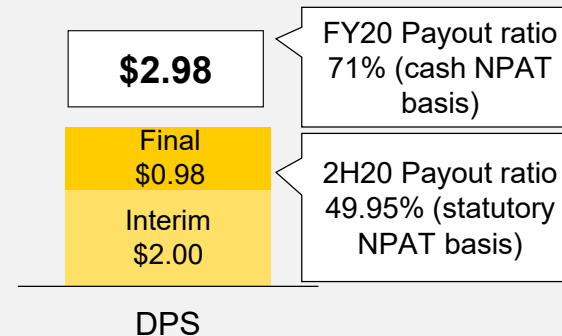 $2.98
FY20 Payout ratio
71% (cash NPAT
basis)
Final
$0.98
Interim
$2.00
2H20 Payout ratio
49.95% (statutory
NPAT basis)
DPS